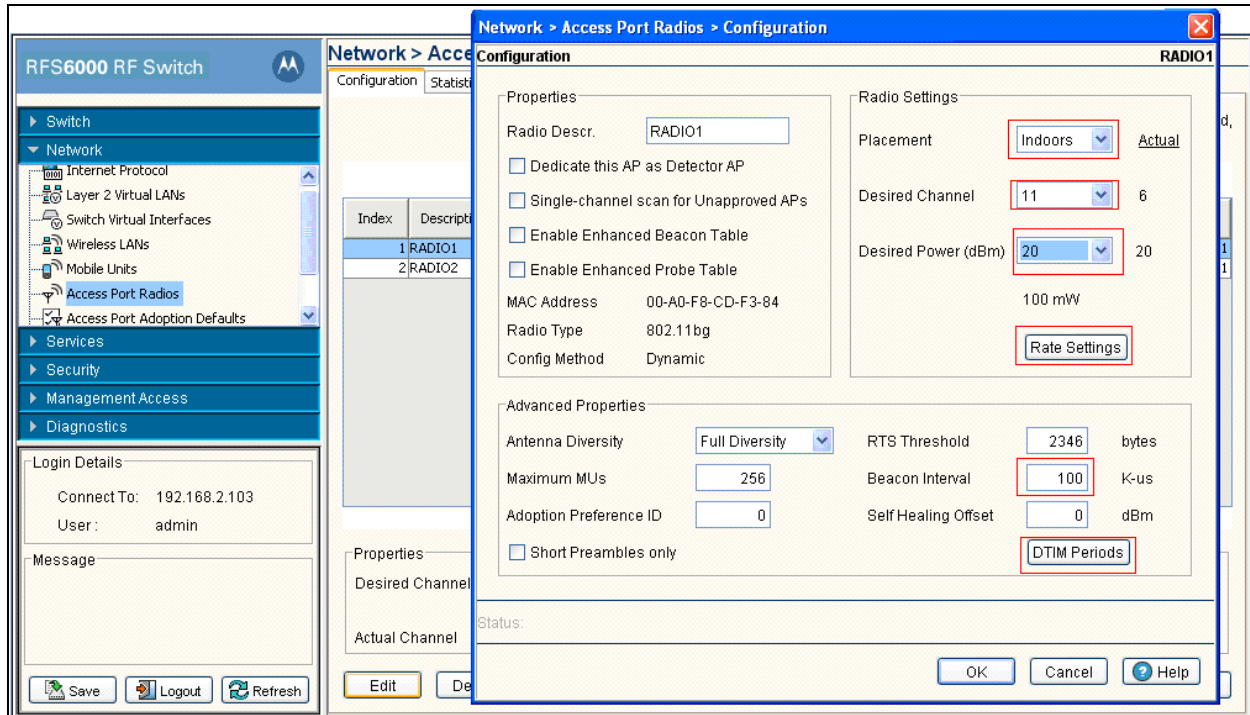 RFS6000 RF Switch
Switch
Network
Internet Protocol
Layer 2 Virtual LANs
Switch Virtual Interfaces
Wireless LANs
Mobile Units
Access Port Radios
Access Port Adoption Defaults
Services
Security
Management Access
Diagnostics
Login Details
Connect To: 192.168.2.103
User : admin
Message
Save Logout Refresh
Network > Acce
Configuration Statisti
d,
Index Descripti
1 RADIO1 1
2 RADIO2 1
Properties
Desired Channel
Actual Channel
Edit De
Network > Access Port Radios > Configuration
Configuration RADIO1
Properties
Radio Descr. RADIO1
Dedicate this AP as Detector AP
Single-channel scan for Unapproved APs
Enable Enhanced Beacon Table
Enable Enhanced Probe Table
MAC Address 00-A0-F8-CD-F3-84
Radio Type 802.11bg
Config Method Dynamic
Radio Settings
Placement Indoors Actual
Desired Channel 11 6
Desired Power (dBm) 20 20
100 mW
Rate Settings
Advanced Properties
Antenna Diversity Full Diversity RTS Threshold 2346 bytes
Maximum MUs 256 Beacon Interval 100 K-us
Adoption Preference ID 0 Self Healing Offset 0 dBm
Short Preambles only DTIM Periods
Status:
OK Cancel Help